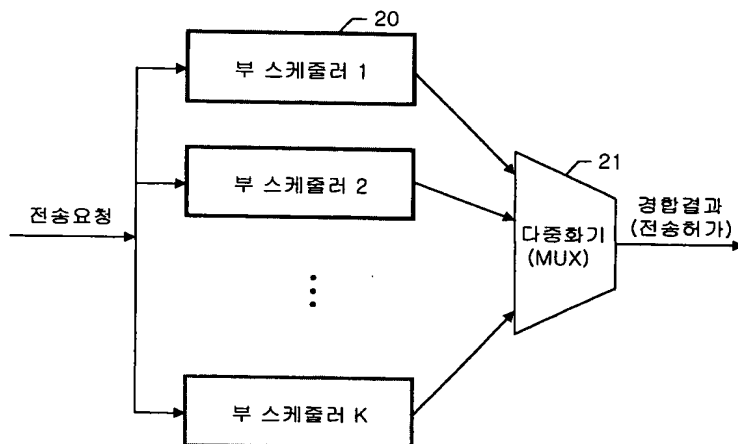 20
부 스케줄러 1
부 스케줄러 2
전송요청
부 스케줄러 K
21
다중화기
(MUX)
경합결과
(전송허가)